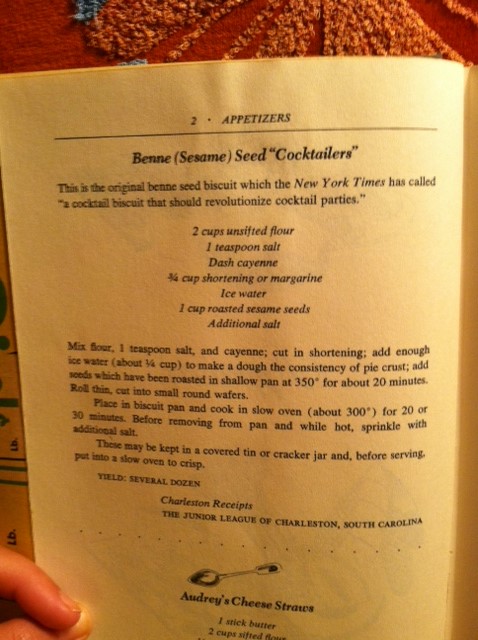 2 · APPETIZERS
Benne (Sesame) Seed "Cocktailers"
This is the original benne seed biscuit which the New York Times has called
"a cocktail biscuit that should revolutionize cocktail parties."
2 cups unsifted flour
1 teaspoon salt
Dash cayenne
¾ cup shortening or margarine
Ice water
1 cup roasted sesame seeds
Additional salt
Mix flour, 1 teaspoon salt, and cayenne; cut in shortening; add enough
ice water (about ¼ cup) to make a dough the consistency of pie crust; add
seeds which have been roasted in shallow pan at 350° for about 20 minutes.
Roll thin, cut into small round wafers.
Place in biscuit pan and cook in slow oven (about 300°) for 20 or
30 minutes. Before removing from pan and while hot, sprinkle with
additional salt.
These may be kept in a covered tin or cracker jar and, before serving,
put into a slow oven to crisp.
YIELD: SEVERAL DOZEN
Charleston Receipts
THE JUNIOR LEAGUE OF CHARLESTON, SOUTH CAROLINA
Audrey's Cheese Straws
1 stick butter
2 cups sifted flour
Lb.
Lb.